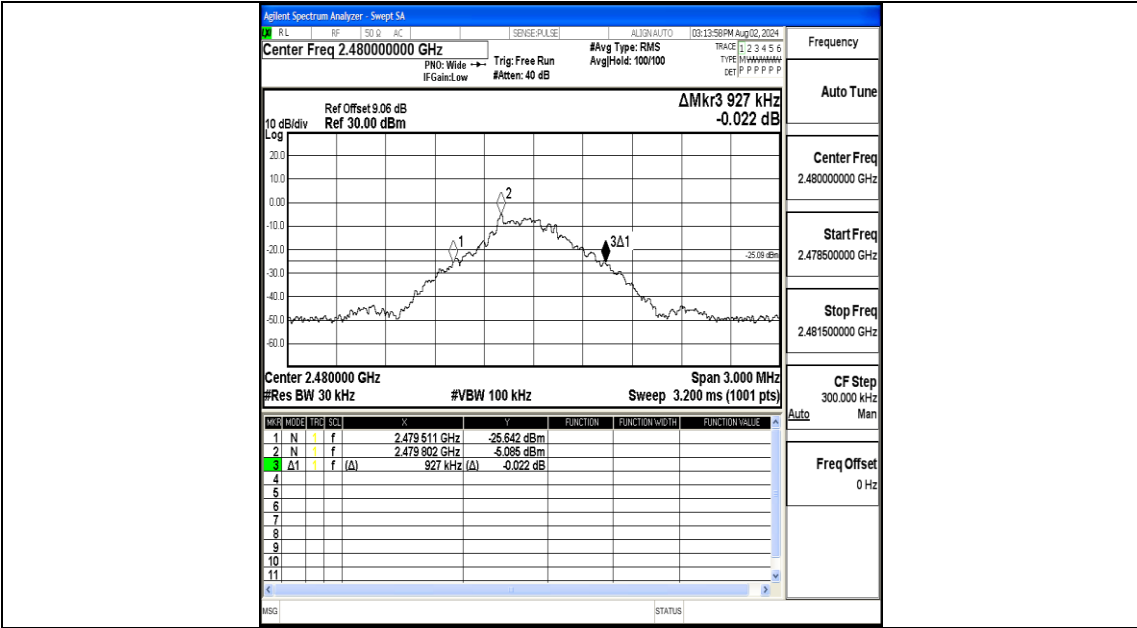 Agilent Spectrum Analyzer - Swept SA
RL RF 50 Ω AC SENSE:PULSE ALIGN AUTO 03:13:58 PM Aug 02, 2024
Center Freq 2.480000000 GHz
PNO: Wide
IFGain:Low
Trig: Free Run
#Atten: 40 dB
#Avg Type: RMS
Avg|Hold: 100/100
TRACE 1 2 3 4 5 6
TYPE MWWWWW
DET P P P P P P
ΔMkr3 927 kHz
-0.022 dB
Ref Offset 9.06 dB
10 dB/div Ref 30.00 dBm
Log
20.0
10.0
0.00
-10.0
-20.0
-30.0
-40.0
-50.0
-60.0
1
2
3Δ1
-25.09 dBm
Center 2.480000 GHz Span 3.000 MHz
#Res BW 30 kHz #VBW 100 kHz Sweep 3.200 ms (1001 pts)
MKR MODE TRC SCL X Y FUNCTION FUNCTION WIDTH FUNCTION VALUE
1 N 1 f 2.479 511 GHz -25.642 dBm
2 N 1 f 2.479 802 GHz -5.085 dBm
3 Δ1 1 f (Δ) 927 kHz (Δ) -0.022 dB
4
5
6
7
8
9
10
11
MSG STATUS
Frequency
Auto Tune
Center Freq
2.480000000 GHz
Start Freq
2.478500000 GHz
Stop Freq
2.481500000 GHz
CF Step
300.000 kHz
Auto Man
Freq Offset
0 Hz